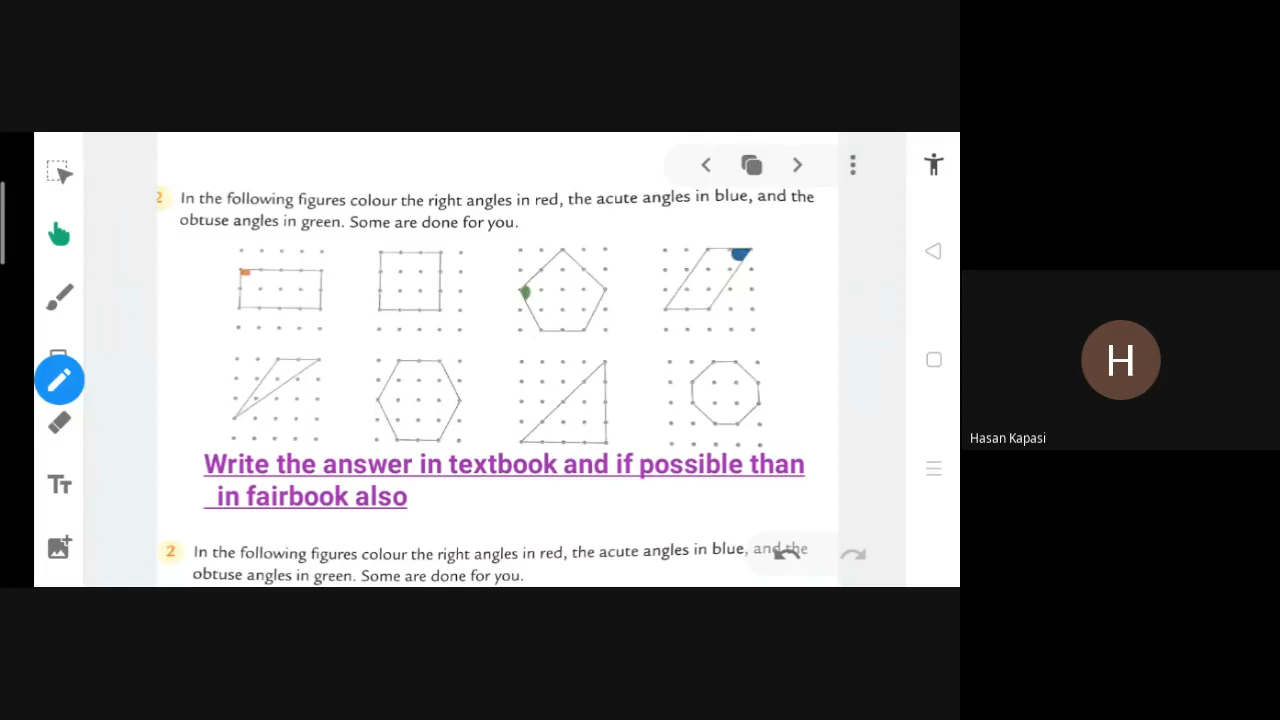 2 In the following figures colour the right angles in red, the acute angles in blue, and the
obtuse angles in green. Some are done for you.
Write the answer in textbook and if possible than
in fairbook also
2 In the following figures colour the right angles in red, the acute angles in blue, and the
obtuse angles in green. Some are done for you.
TT
H
Hasan Kapasi